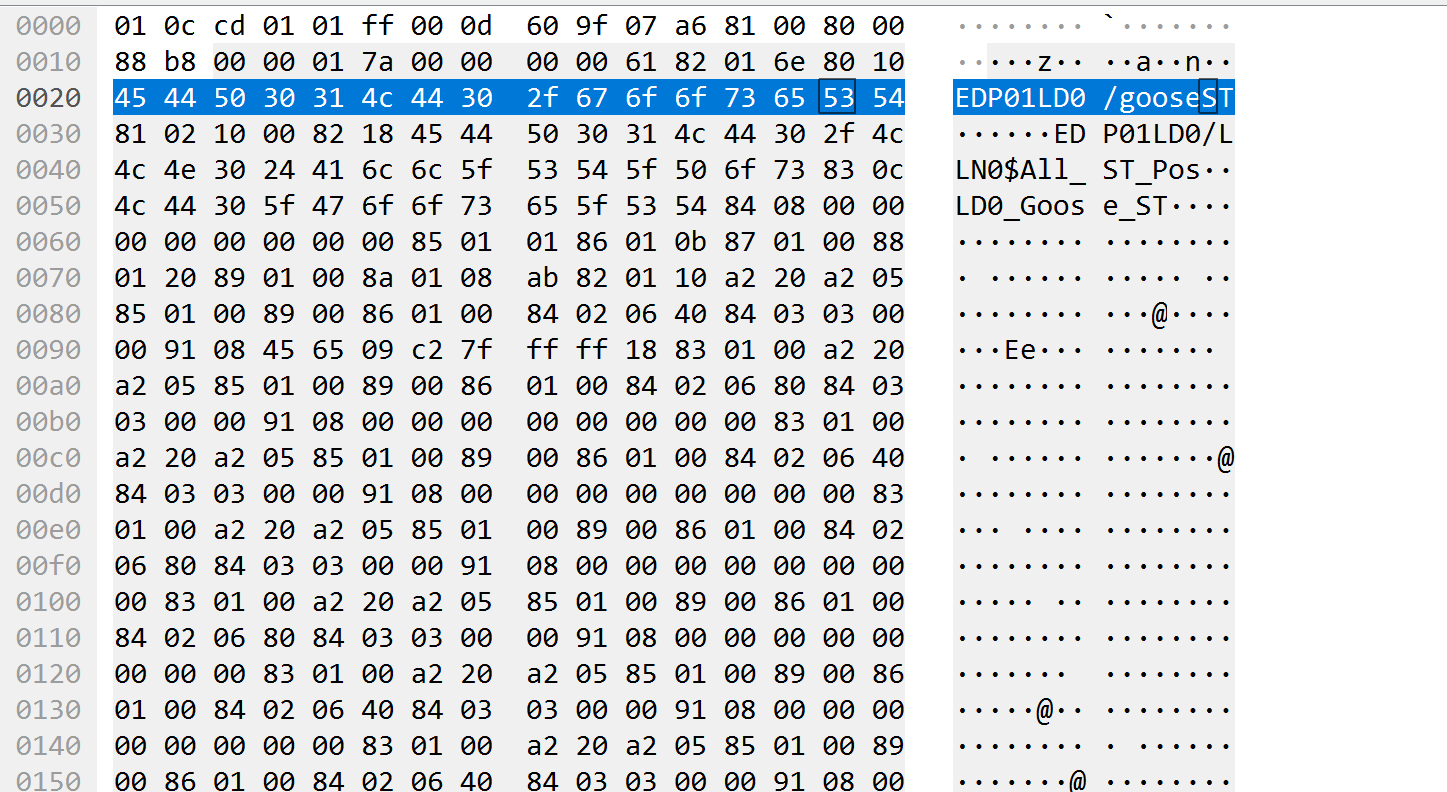 0000 01 0c cd 01 01 ff 00 0d 60 9f 07 a6 81 00 80 00 ········ `·······
0010 88 b8 00 00 01 7a 00 00 00 00 61 82 01 6e 80 10 ·····z·· ··a··n··
0020 45 44 50 30 31 4c 44 30 2f 67 6f 6f 73 65 53 54 EDP01LD0 /gooseST
0030 81 02 10 00 82 18 45 44 50 30 31 4c 44 30 2f 4c ······ED P01LD0/L
0040 4c 4e 30 24 41 6c 6c 5f 53 54 5f 50 6f 73 83 0c LN0$All_ ST_Pos··
0050 4c 44 30 5f 47 6f 6f 73 65 5f 53 54 84 08 00 00 LD0_Goos e_ST····
0060 00 00 00 00 00 00 85 01 01 86 01 0b 87 01 00 88 ········ ········
0070 01 20 89 01 00 8a 01 08 ab 82 01 10 a2 20 a2 05 · ······ ····· ··
0080 85 01 00 89 00 86 01 00 84 02 06 40 84 03 03 00 ········ ···@····
0090 00 91 08 45 65 09 c2 7f ff ff 18 83 01 00 a2 20 ···Ee··· ·······
00a0 a2 05 85 01 00 89 00 86 01 00 84 02 06 80 84 03 ········ ········
00b0 03 00 00 91 08 00 00 00 00 00 00 00 00 83 01 00 ········ ········
00c0 a2 20 a2 05 85 01 00 89 00 86 01 00 84 02 06 40 · ······ ·······@
00d0 84 03 03 00 00 91 08 00 00 00 00 00 00 00 00 83 ········ ········
00e0 01 00 a2 20 a2 05 85 01 00 89 00 86 01 00 84 02 ··· ···· ········
00f0 06 80 84 03 03 00 00 91 08 00 00 00 00 00 00 00 ········ ········
0100 00 83 01 00 a2 20 a2 05 85 01 00 89 00 86 01 00 ····· ·· ········
0110 84 02 06 80 84 03 03 00 00 91 08 00 00 00 00 00 ········ ········
0120 00 00 00 83 01 00 a2 20 a2 05 85 01 00 89 00 86 ······· ········
0130 01 00 84 02 06 40 84 03 03 00 00 91 08 00 00 00 ·····@·· ········
0140 00 00 00 00 00 83 01 00 a2 20 a2 05 85 01 00 89 ········ · ······
0150 00 86 01 00 84 02 06 40 84 03 03 00 00 91 08 00 ·······@ ········